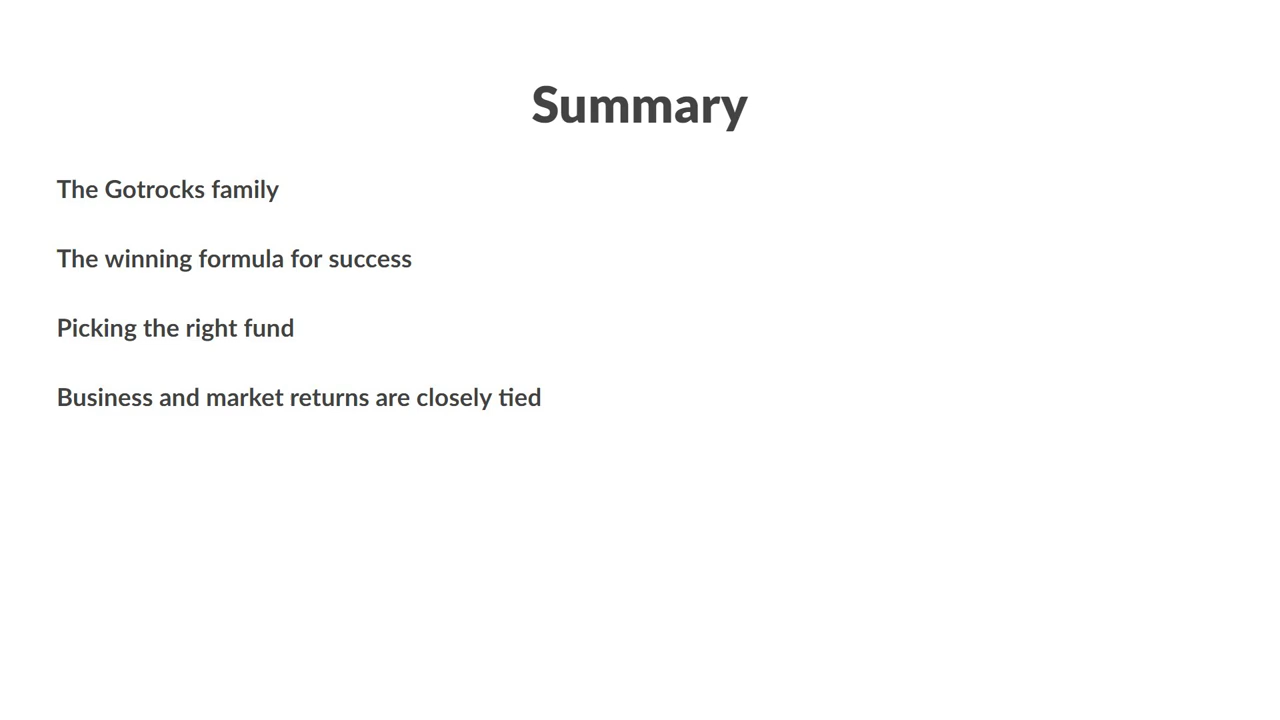 Summary
The Gotrocks family
The winning formula for success
Picking the right fund
Business and market returns are closely tied